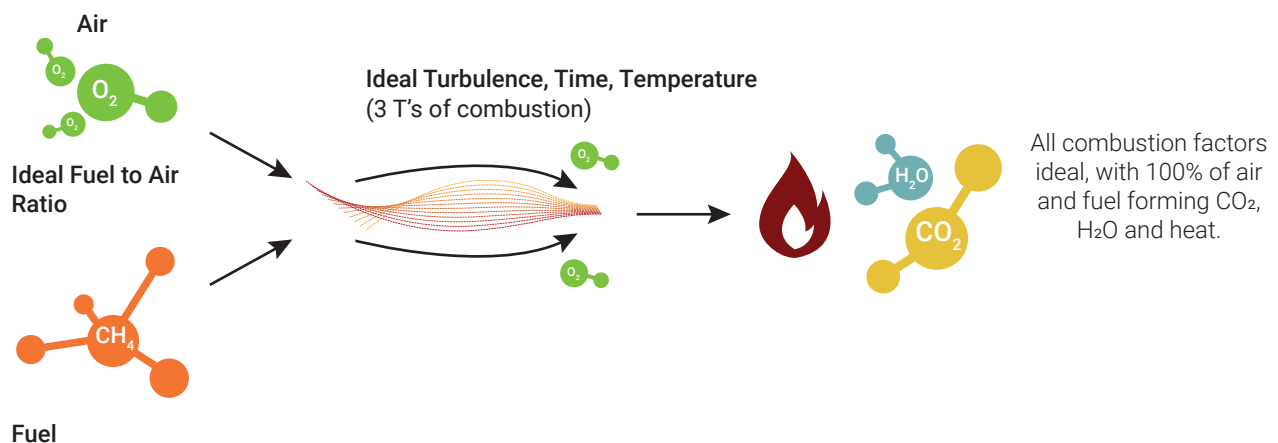 Air
O₂
O₂
O₂
Ideal Fuel to Air
Ratio
CH₄
Fuel
Ideal Turbulence, Time, Temperature
(3 T's of combustion)
O₂
O₂
H₂O
CO₂
All combustion factors
ideal, with 100% of air
and fuel forming CO₂,
H₂O and heat.